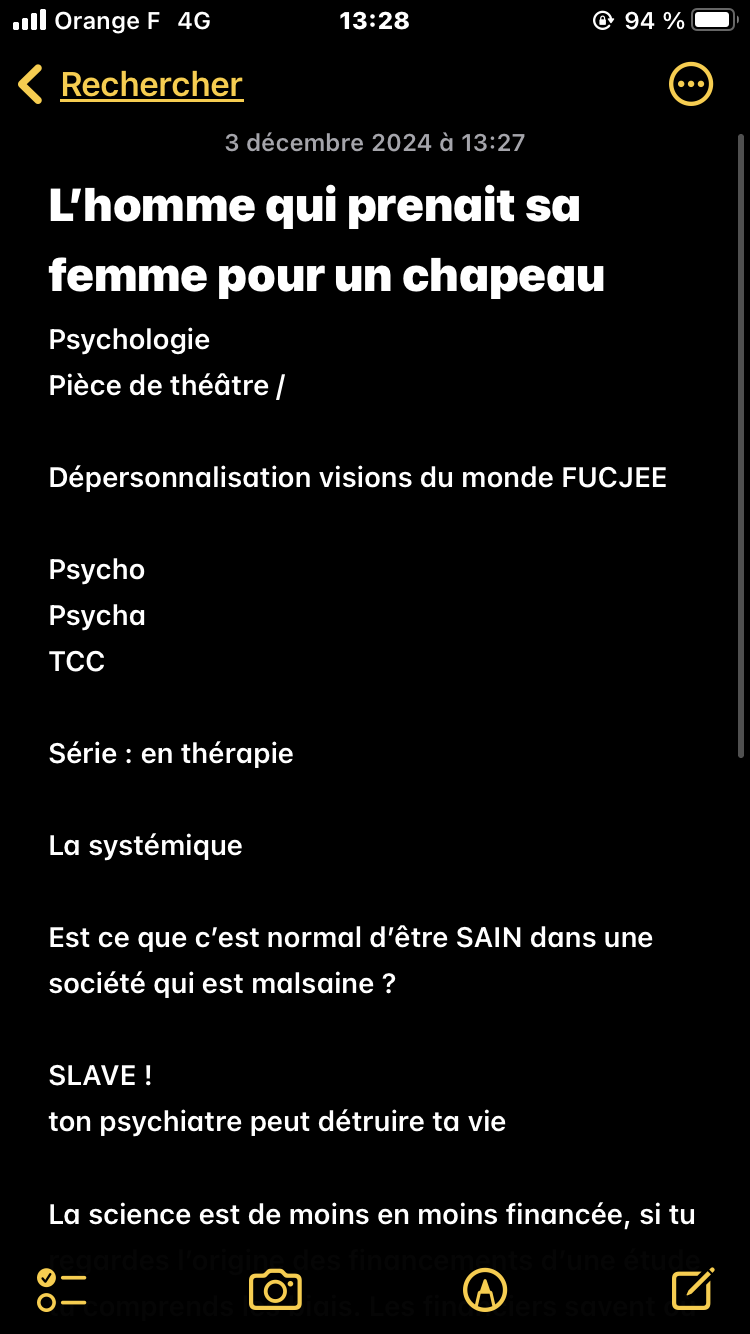 Orange F 4G 13:28 94 %
Rechercher
3 décembre 2024 à 13:27
L’homme qui prenait sa
femme pour un chapeau
Psychologie
Pièce de théâtre /
Dépersonnalisation visions du monde FUCJEE
Psycho
Psycha
TCC
Série : en thérapie
La systémique
Est ce que c’est normal d’être SAIN dans une
société qui est malsaine ?
SLAVE !
ton psychiatre peut détruire ta vie
La science est de moins en moins financée, si tu
regardes l’origine des financements d’une étude
comprends biais. Les financiers savent